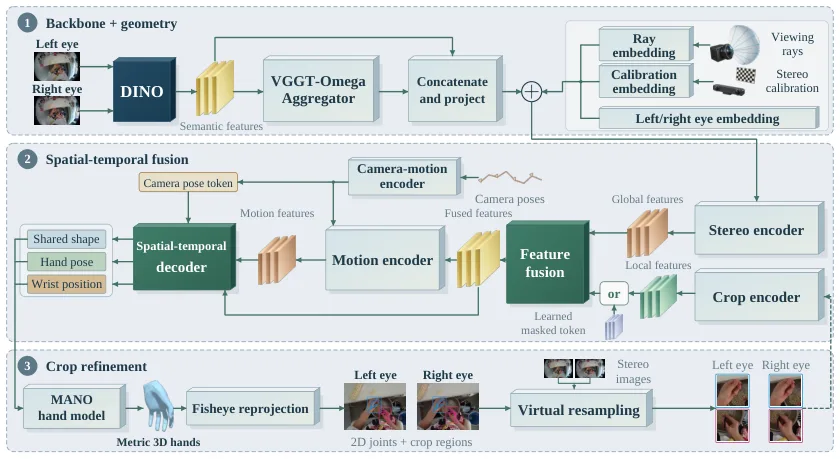 1 Backbone + geometry
Left eye
Right eye
DINO
Semantic features
VGGT-Omega
Aggregator
Concatenate
and project
Ray
embedding
Viewing
rays
Calibration
embedding
Stereo
calibration
Left/right eye embedding
2 Spatial-temporal fusion
Camera pose token
Camera-motion
encoder
Camera poses
Shared shape
Hand pose
Wrist position
Spatial-temporal
decoder
Motion features
Motion encoder
Fused features
Feature
fusion
Global features
Stereo encoder
Local features
or
Learned
masked token
Crop encoder
3 Crop refinement
MANO
hand model
Metric 3D hands
Fisheye reprojection
Left eye
Right eye
2D joints + crop regions
Stereo
images
Virtual resampling
Left eye
Right eye